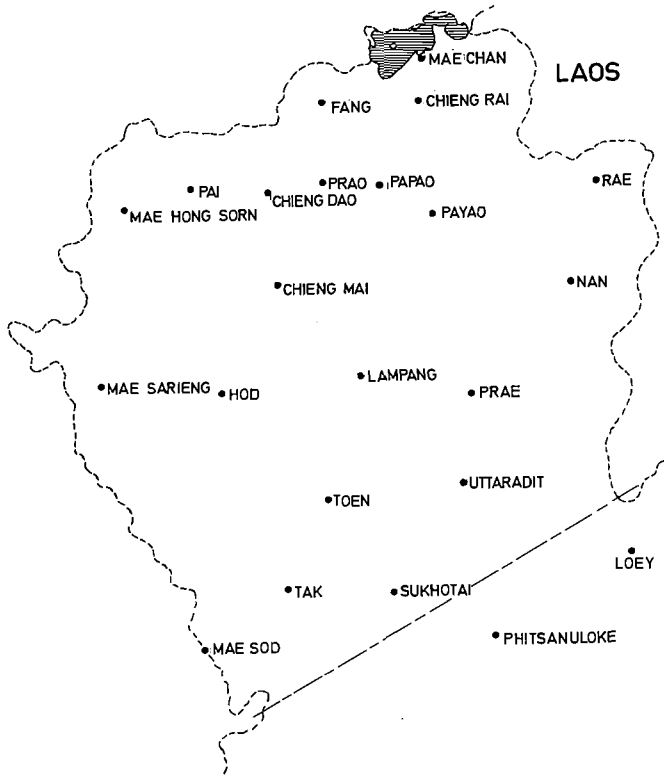 MAE CHAN
LAOS
FANG
CHIENG RAI
PAI
CHIENG DAO
PRAO
PAPAO
RAE
MAE HONG SORN
PAYAO
CHIENG MAI
NAN
MAE SARIENG
HOD
LAMPANG
PRAE
TOEN
UTTARADIT
LOEY
TAK
SUKHOTAI
MAE SOD
PHITSANULOKE